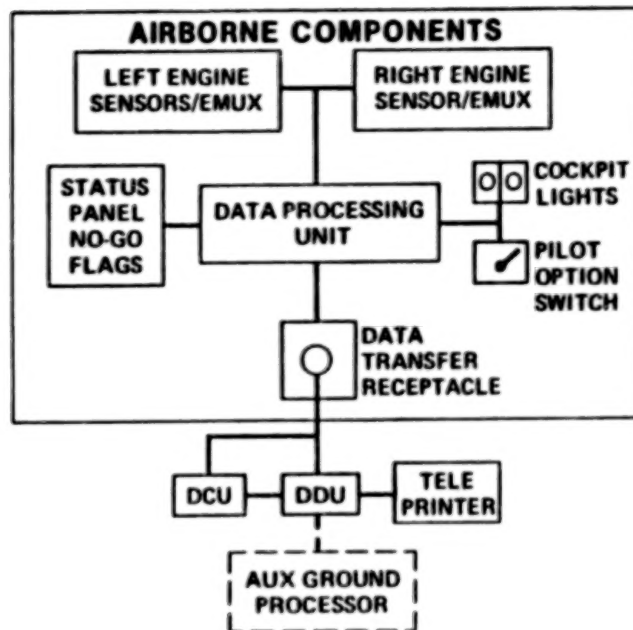 AIRBORNE COMPONENTS
LEFT ENGINE
SENSORS/EMUX
RIGHT ENGINE
SENSOR/EMUX
STATUS
PANEL
NO-GO
FLAGS
DATA PROCESSING
UNIT
COCKPIT
LIGHTS
PILOT
OPTION
SWITCH
DATA
TRANSFER
RECEPTACLE
DCU
DDU
TELE
PRINTER
AUX GROUND
PROCESSOR